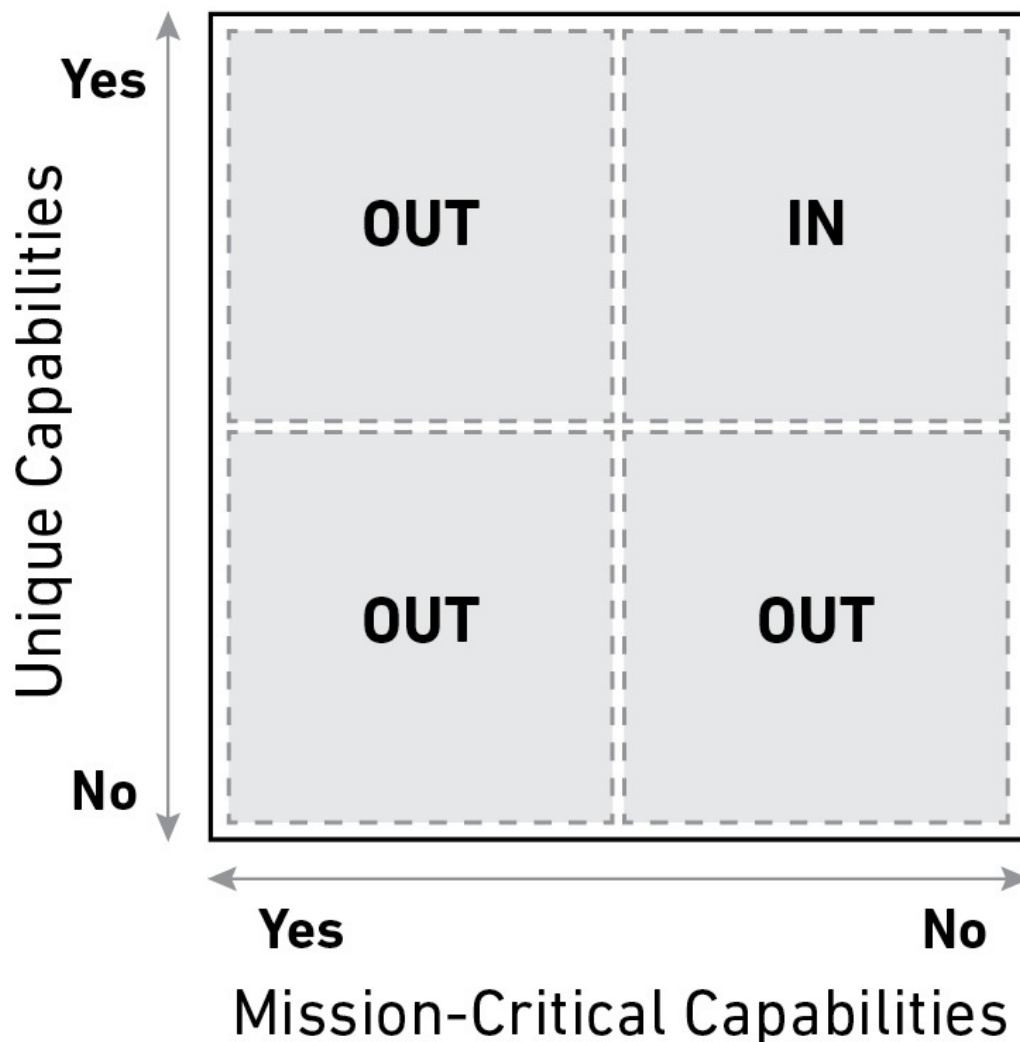 Yes
Unique Capabilities
No
OUT
IN
OUT
OUT
Yes
No
Mission-Critical Capabilities